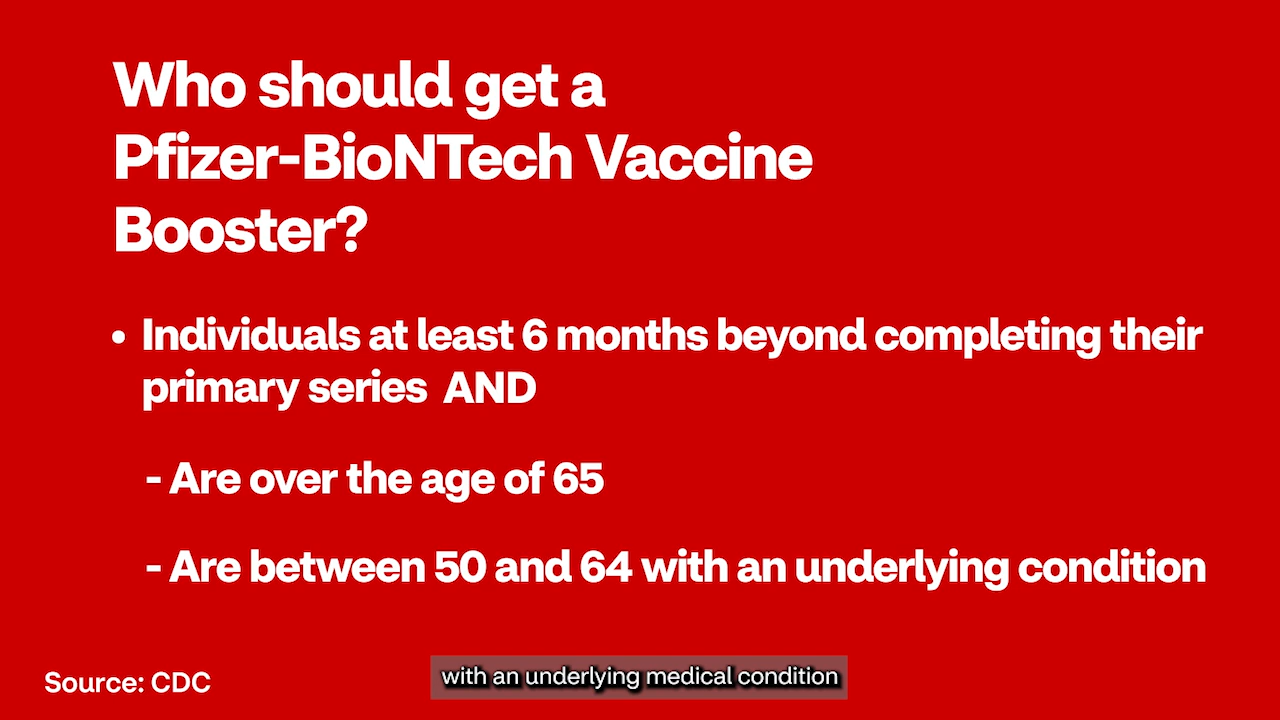 Who should get a
Pfizer-BioNTech Vaccine
Booster?
• Individuals at least 6 months beyond completing their
primary series AND
- Are over the age of 65
- Are between 50 and 64 with an underlying condition
Source: CDC
with an underlying medical condition